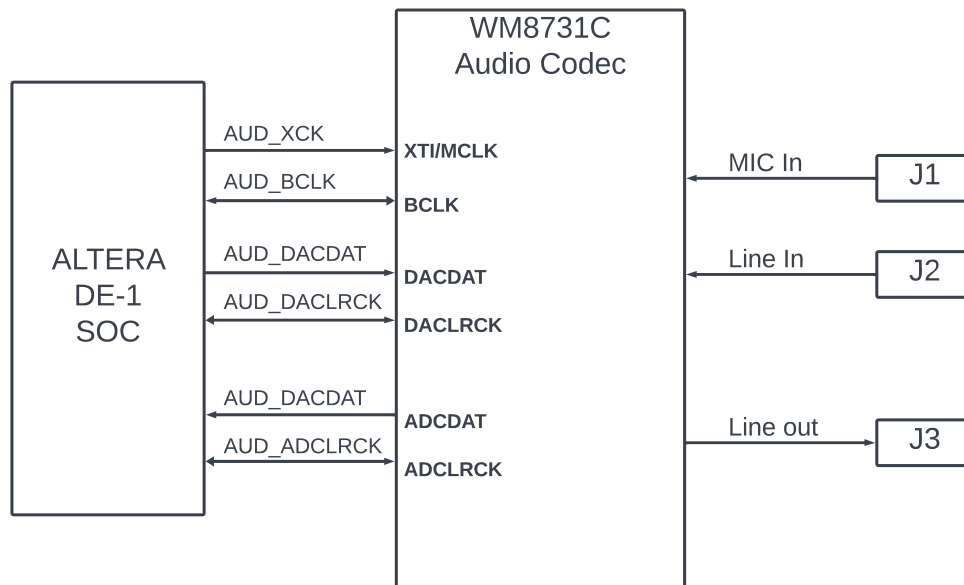 WM8731C
Audio Codec
AUD_XCK
XTI/MCLK
AUD_BCLK
BCLK
MIC In
J1
ALTERA
DE-1
SOC
AUD_DACDAT
DACDAT
Line In
J2
AUD_DACLRCK
DACLRCK
AUD_DACDAT
ADCDAT
AUD_ADCLRCK
ADCLRCK
Line out
J3